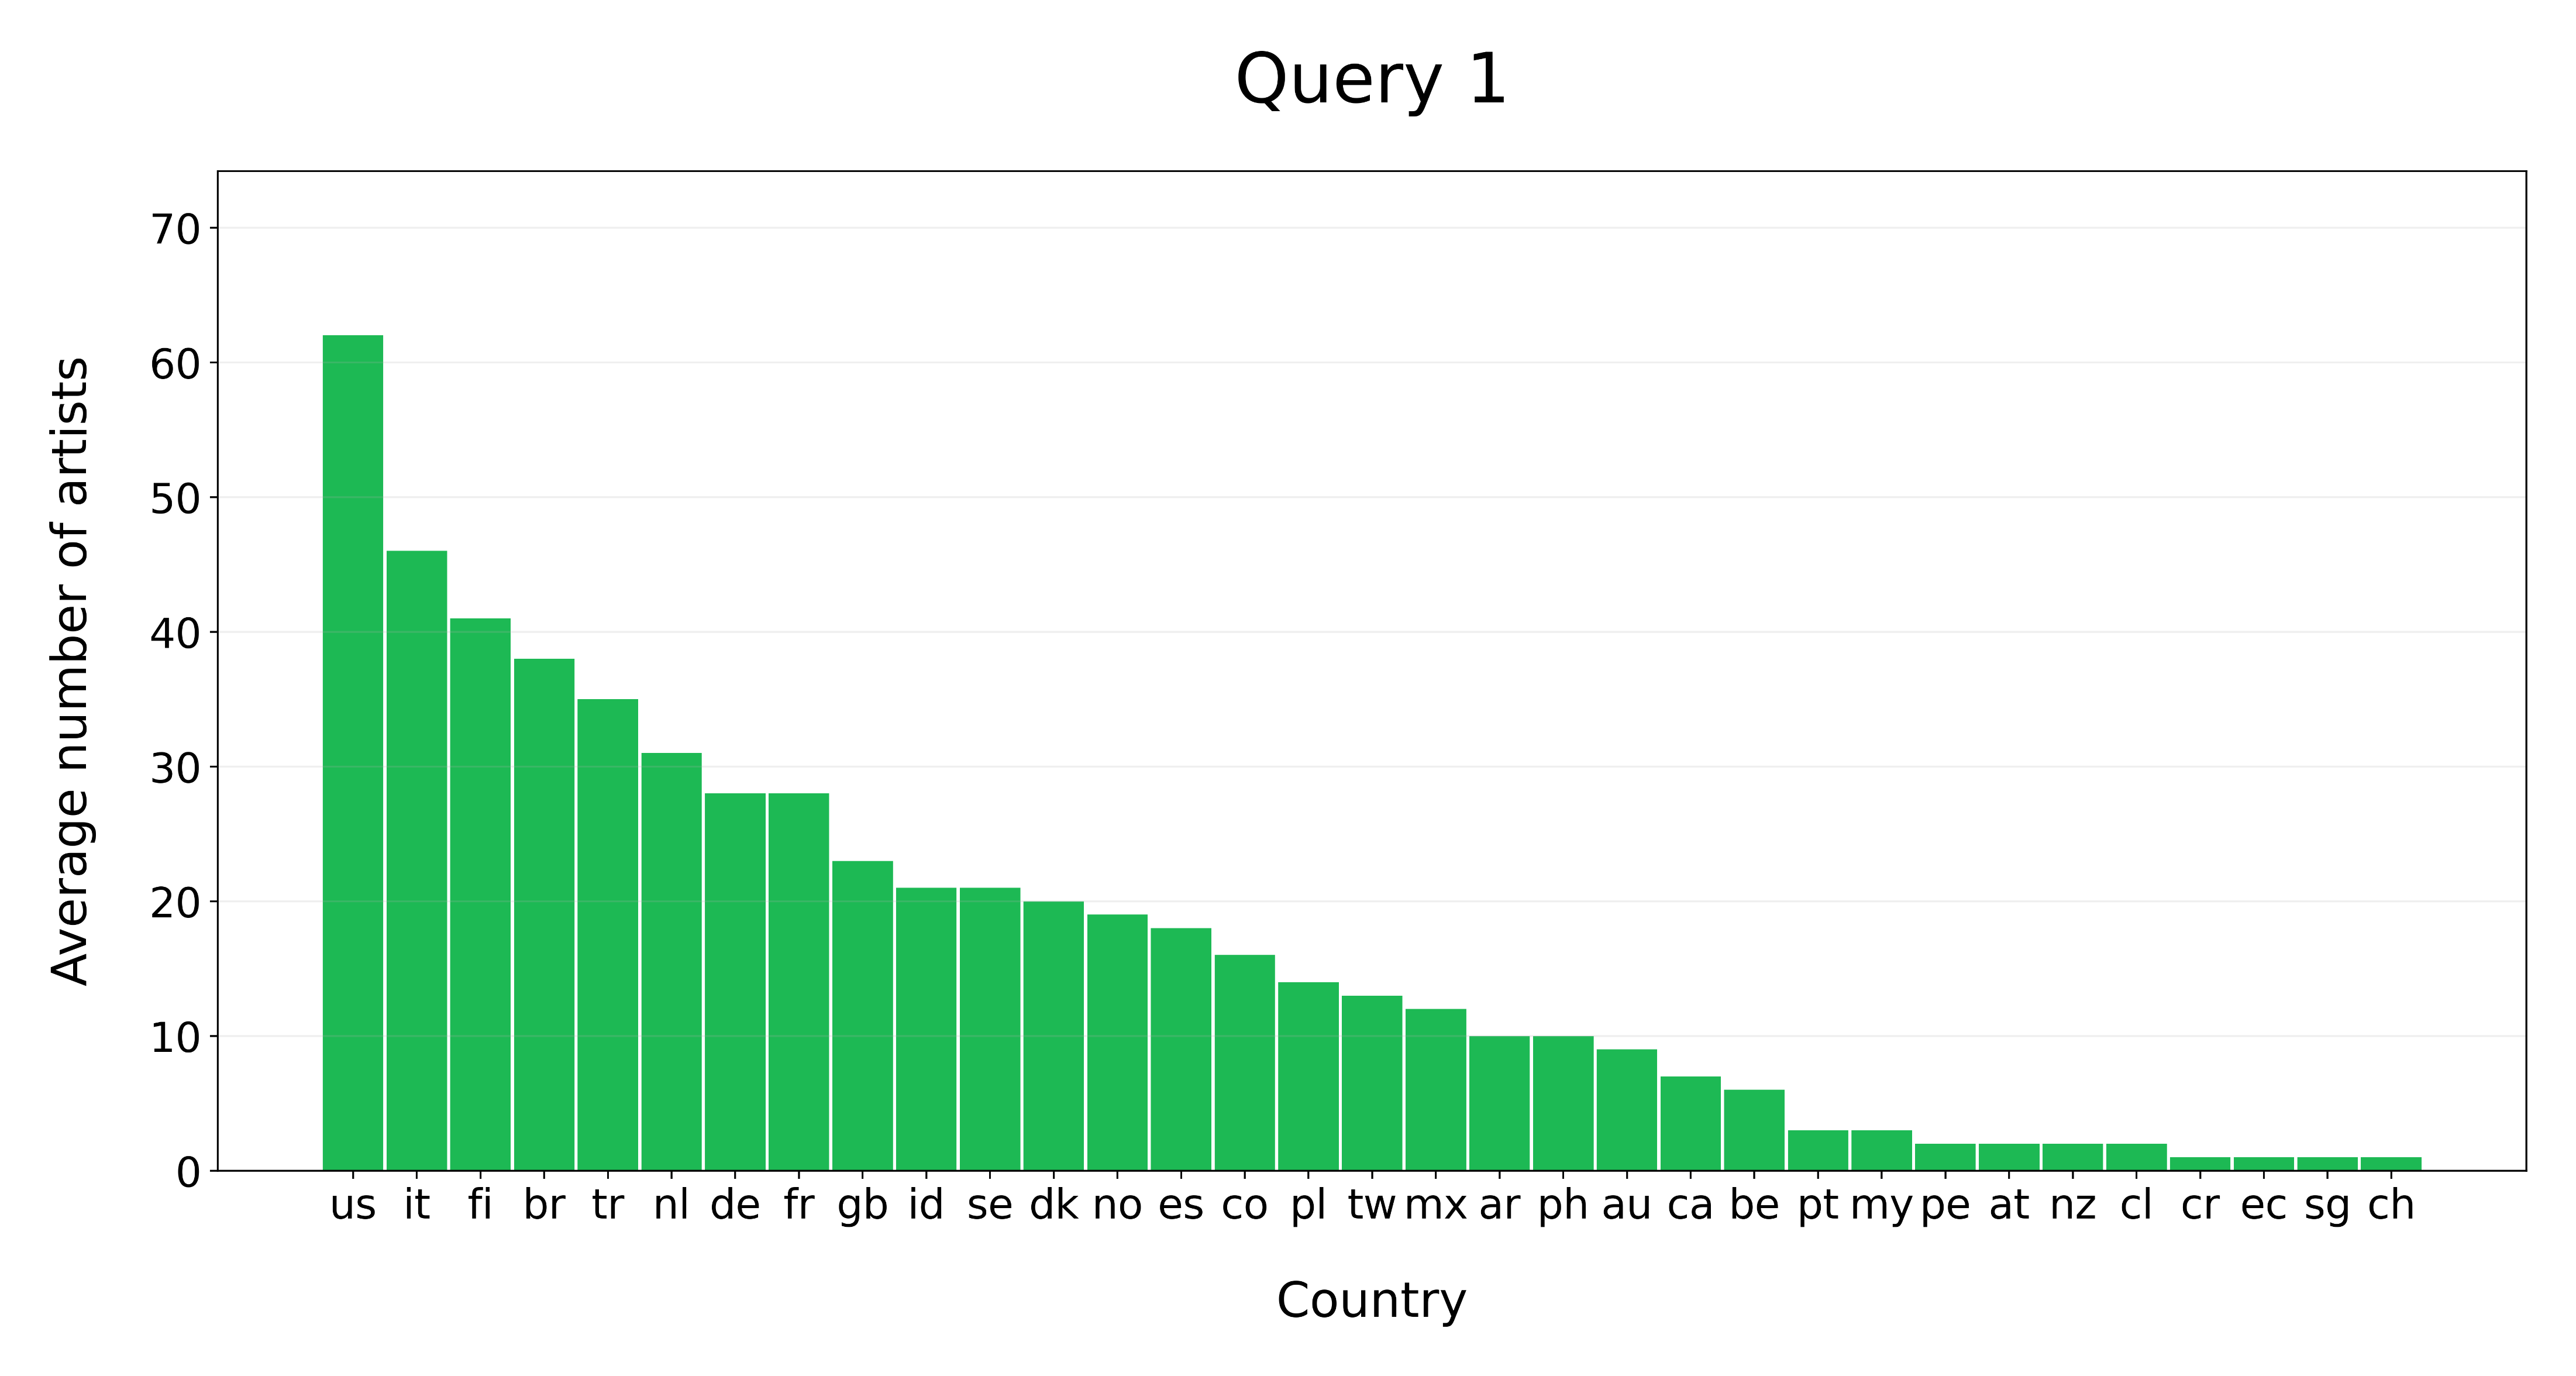 Query 1
Average number of artists
70
60
50
40
30
20
10
0
us it fi br tr nl de fr gb id se dk no es co pl tw mx ar ph au ca be pt my pe at nz cl cr ec sg ch
Country